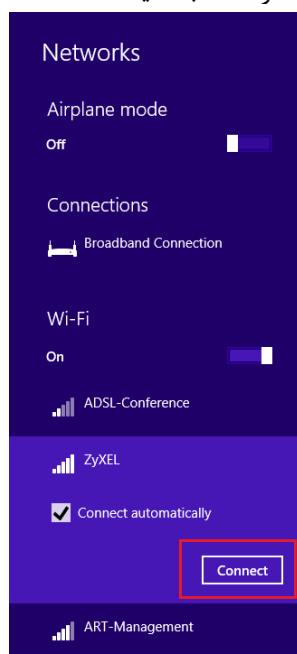 Networks
Airplane mode
Off
Connections
Broadband Connection
Wi-Fi
On
ADSL-Conference
ZyXEL
Connect automatically
Connect
ART-Management